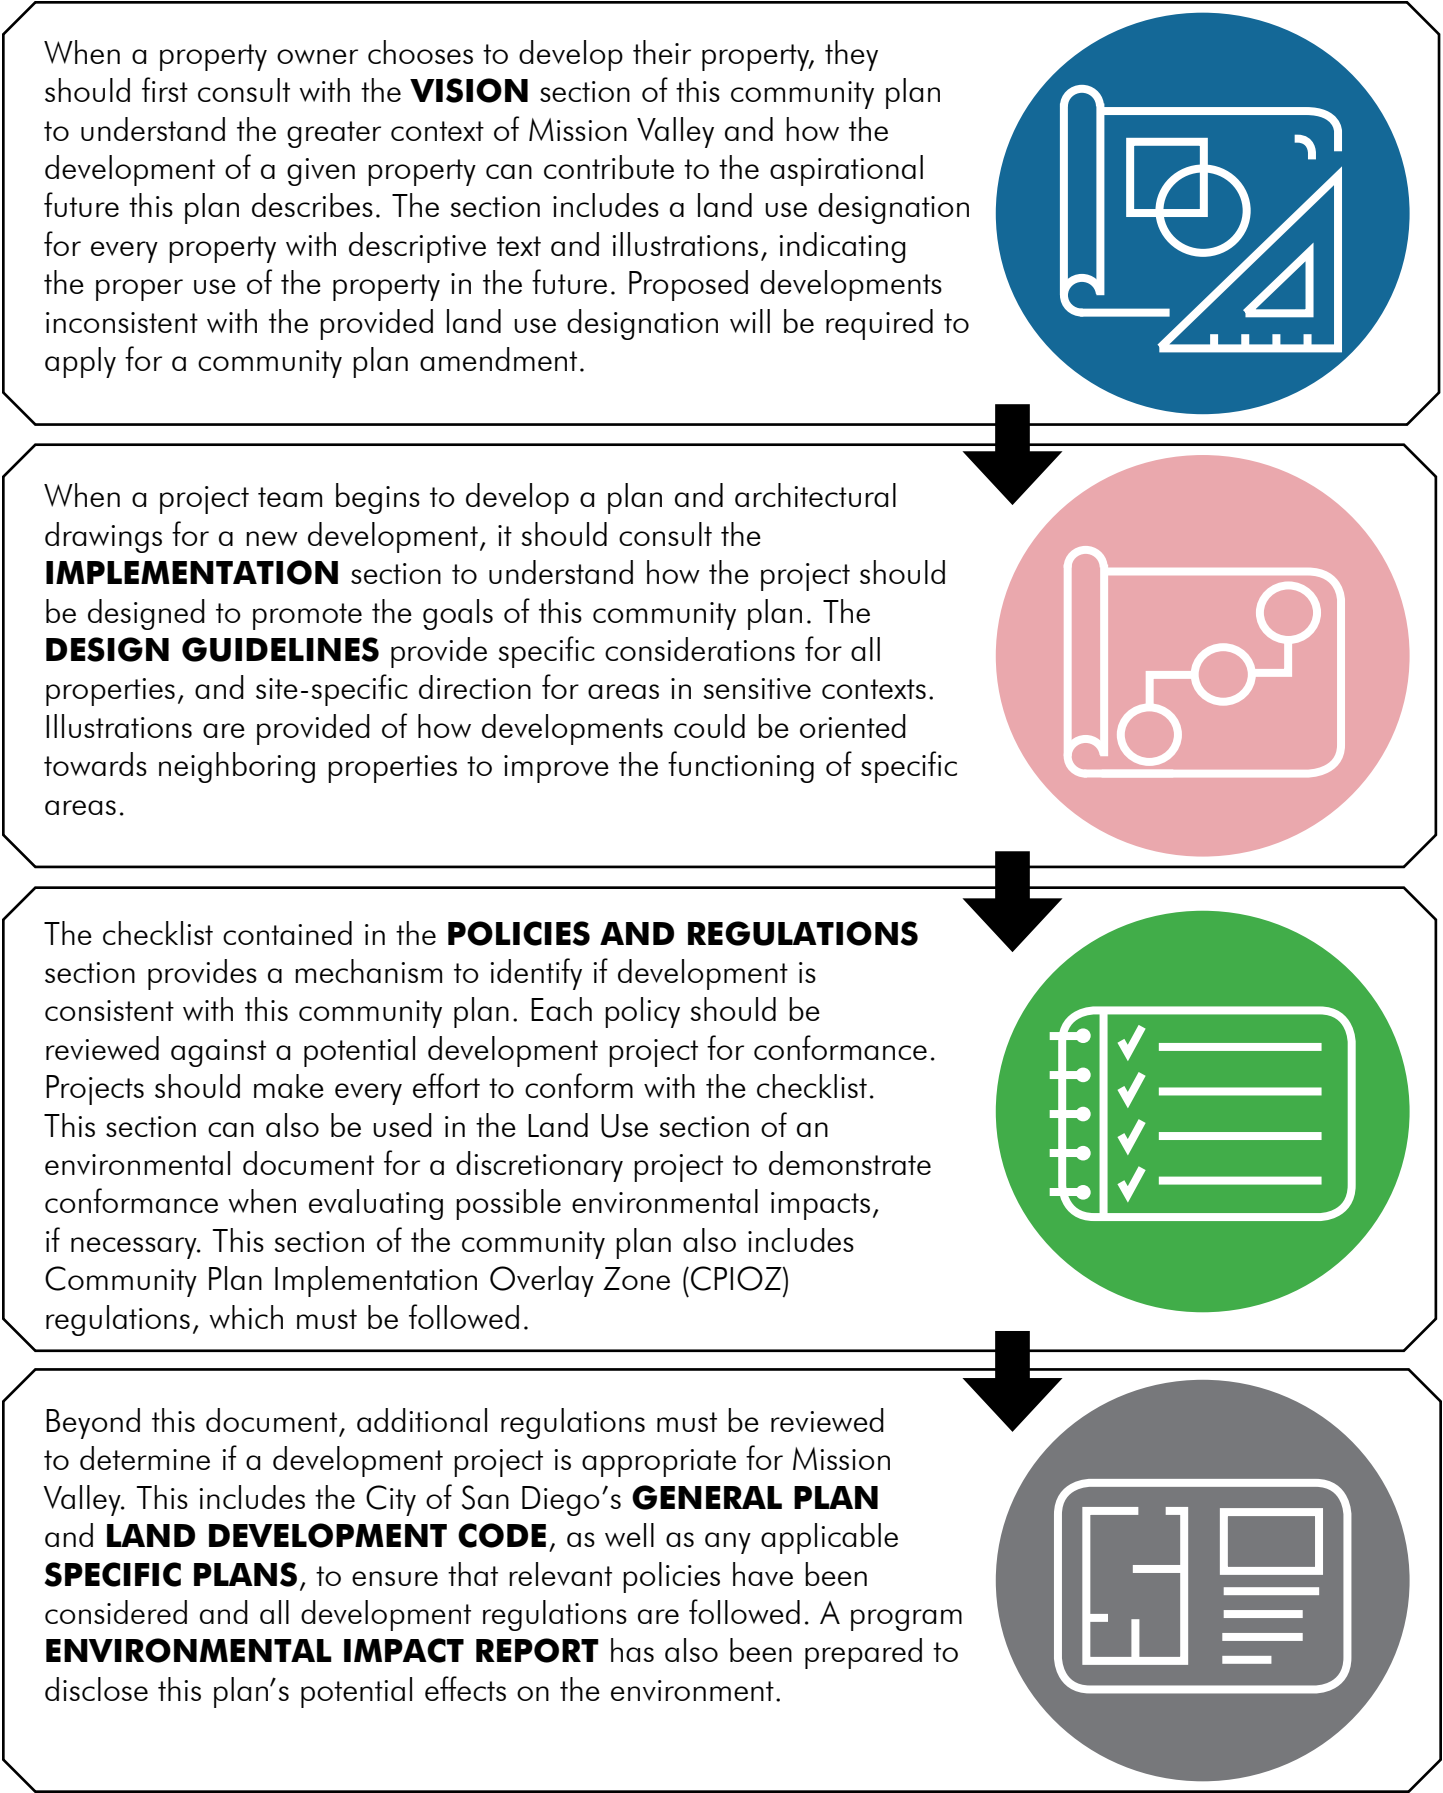 When a property owner chooses to develop their property, they
should first consult with the VISION section of this community plan
to understand the greater context of Mission Valley and how the
development of a given property can contribute to the aspirational
future this plan describes. The section includes a land use designation
for every property with descriptive text and illustrations, indicating
the proper use of the property in the future. Proposed developments
inconsistent with the provided land use designation will be required to
apply for a community plan amendment.
When a project team begins to develop a plan and architectural
drawings for a new development, it should consult the
IMPLEMENTATION section to understand how the project should
be designed to promote the goals of this community plan. The
DESIGN GUIDELINES provide specific considerations for all
properties, and site-specific direction for areas in sensitive contexts.
Illustrations are provided of how developments could be oriented
towards neighboring properties to improve the functioning of specific
areas.
The checklist contained in the POLICIES AND REGULATIONS
section provides a mechanism to identify if development is
consistent with this community plan. Each policy should be
reviewed against a potential development project for conformance.
Projects should make every effort to conform with the checklist.
This section can also be used in the Land Use section of an
environmental document for a discretionary project to demonstrate
conformance when evaluating possible environmental impacts,
if necessary. This section of the community plan also includes
Community Plan Implementation Overlay Zone (CPIOZ)
regulations, which must be followed.
Beyond this document, additional regulations must be reviewed
to determine if a development project is appropriate for Mission
Valley. This includes the City of San Diego’s GENERAL PLAN
and LAND DEVELOPMENT CODE, as well as any applicable
SPECIFIC PLANS, to ensure that relevant policies have been
considered and all development regulations are followed. A program
ENVIRONMENTAL IMPACT REPORT has also been prepared to
disclose this plan’s potential effects on the environment.